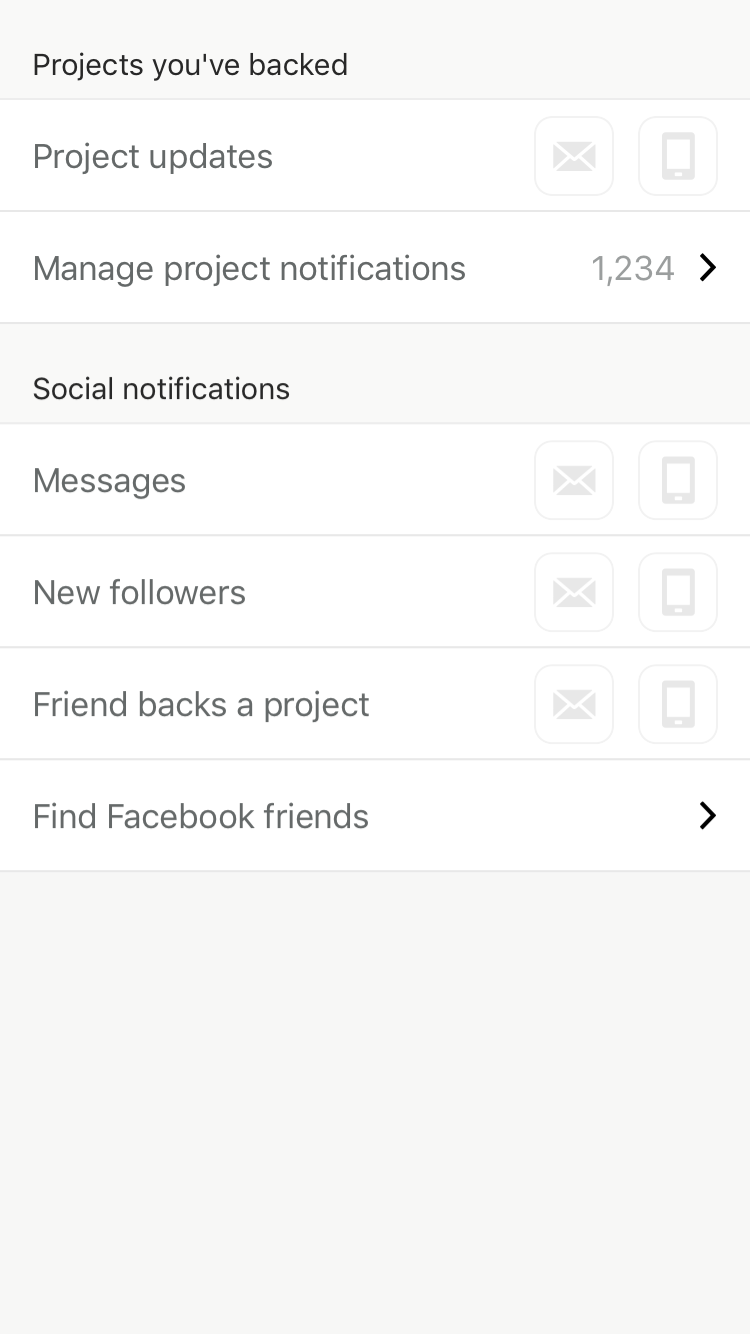 Projects you've backed
Project updates
Manage project notifications 1,234
Social notifications
Messages
New followers
Friend backs a project
Find Facebook friends